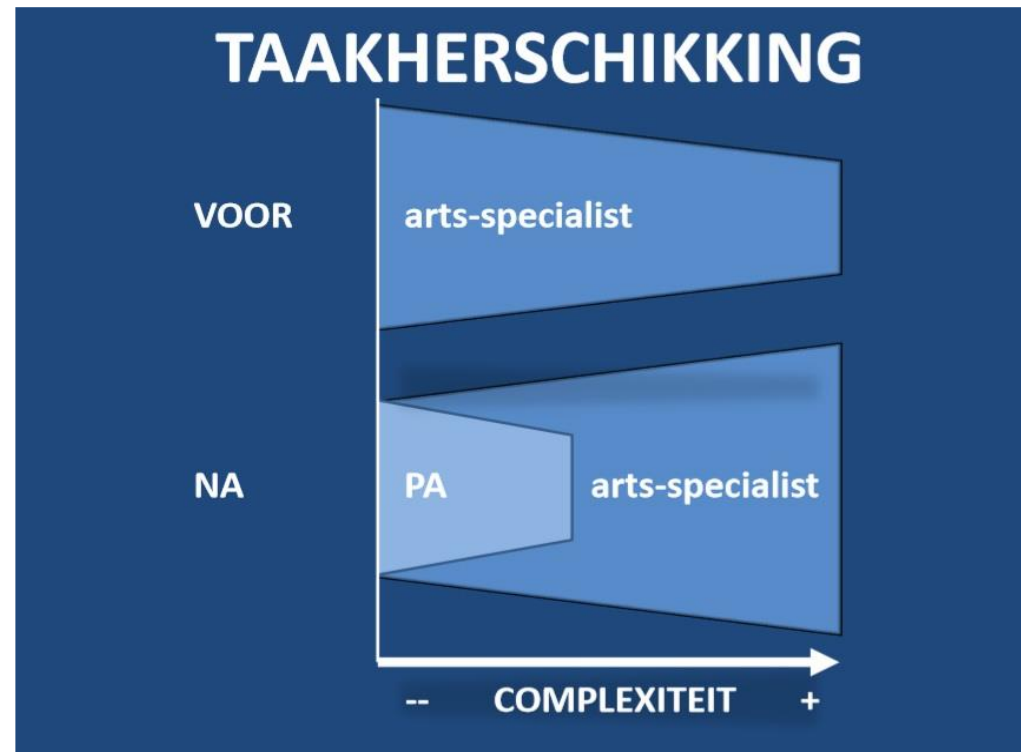 TAAKHERSCHIKKING
VOOR
arts-specialist
NA
PA
arts-specialist
-- COMPLEXITEIT +